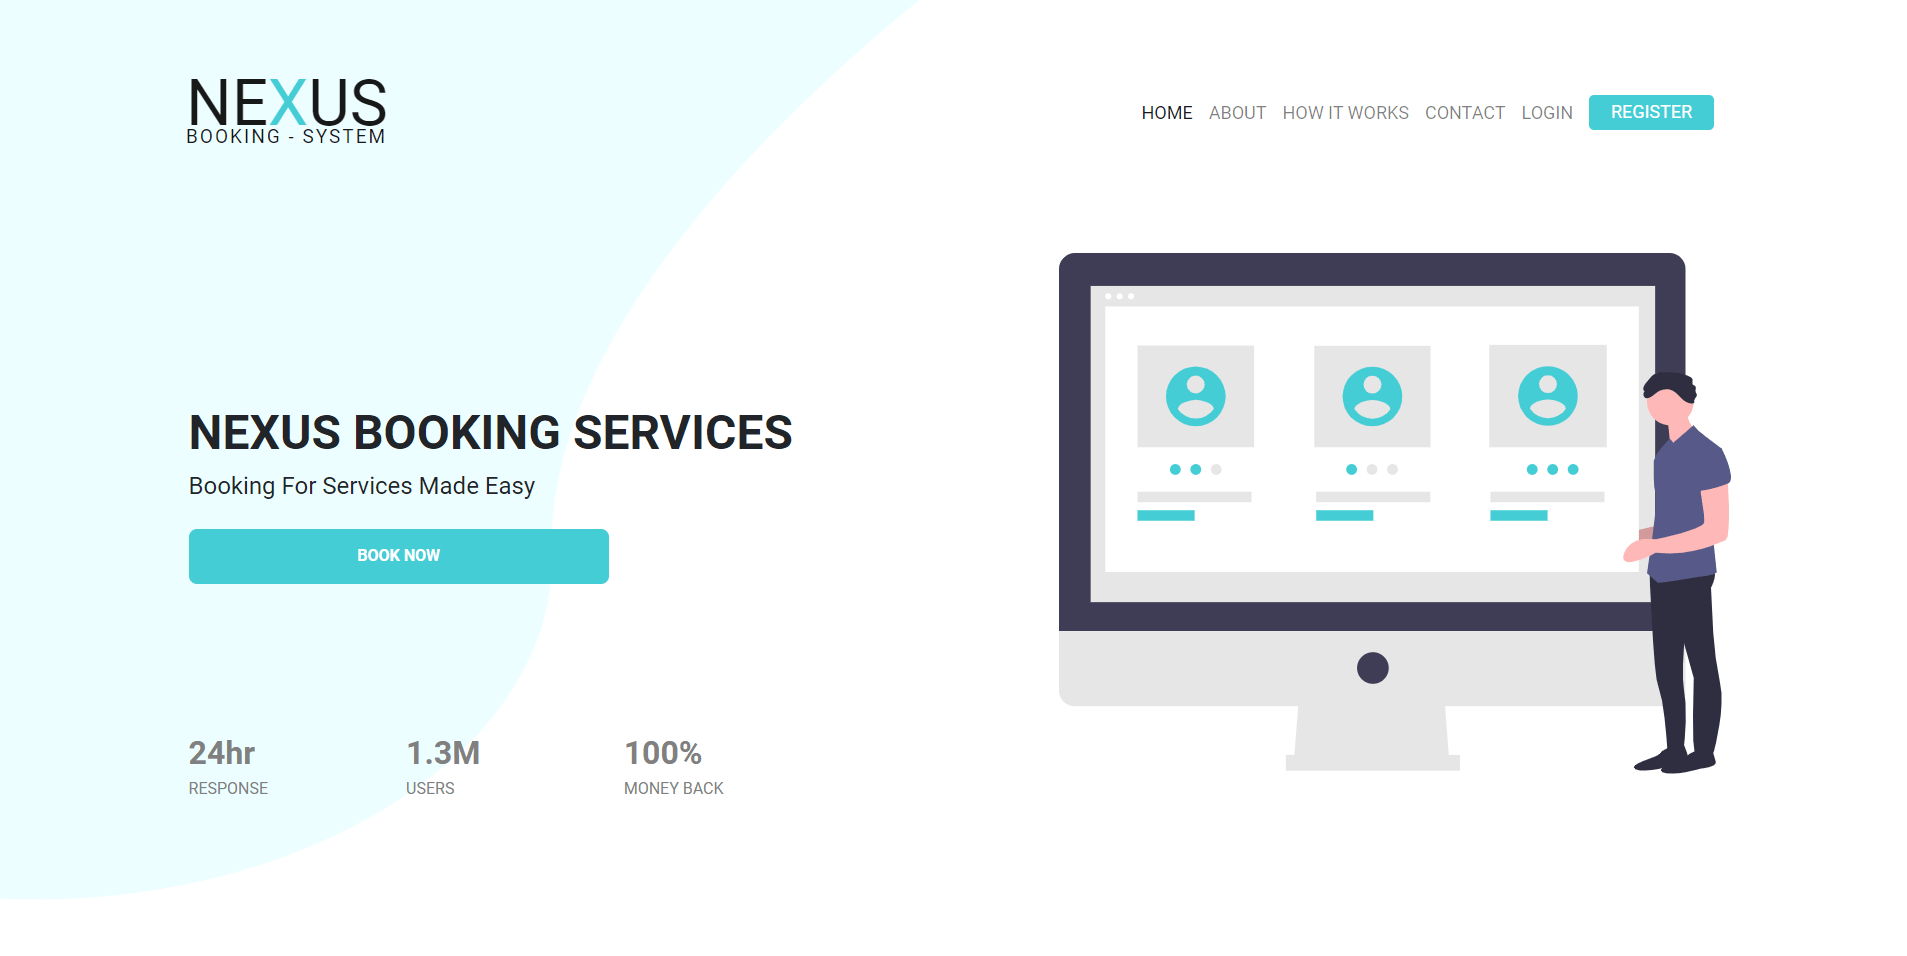 NEXUS
BOOKING - SYSTEM
HOME ABOUT HOW IT WORKS CONTACT LOGIN REGISTER
NEXUS BOOKING SERVICES
Booking For Services Made Easy
BOOK NOW
24hr 1.3M 100%
RESPONSE USERS MONEY BACK